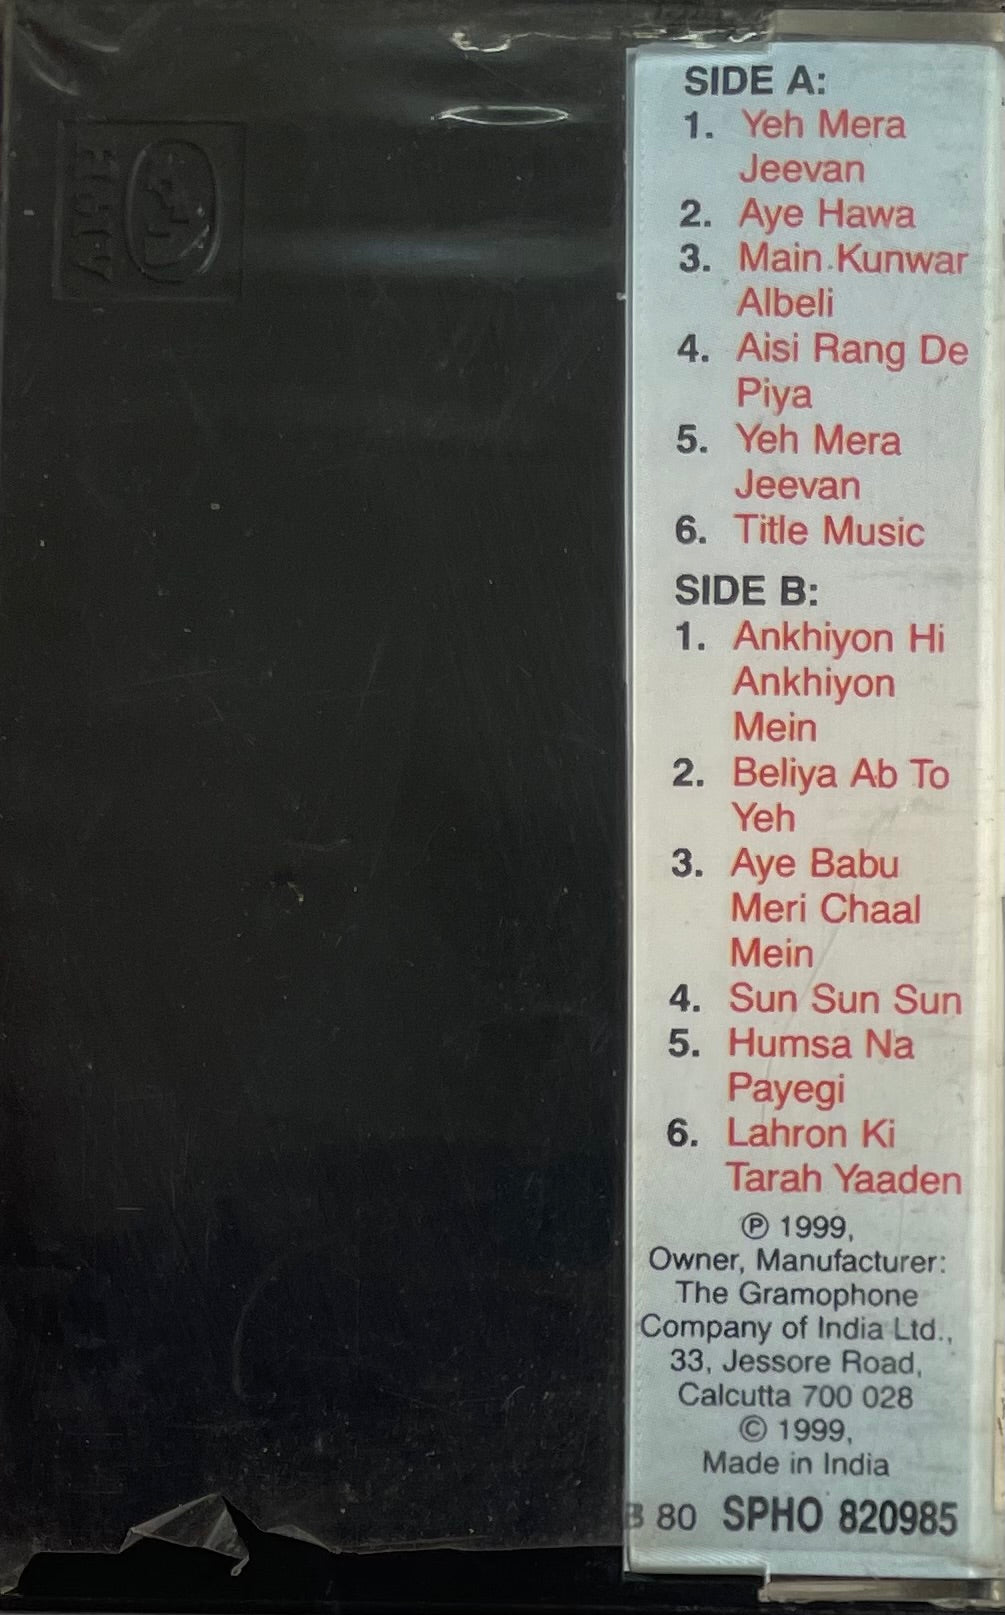 SIDE A:
1. Yeh Mera
Jeevan
2. Aye Hawa
3. Main Kunwar
Albeli
4. Aisi Rang De
Piya
5. Yeh Mera
Jeevan
6. Title Music
SIDE B:
1. Ankhiyon Hi
Ankhiyon
Mein
2. Beliya Ab To
Yeh
3. Aye Babu
Meri Chaal
Mein
4. Sun Sun Sun
5. Humsa Na
Payegi
6. Lahron Ki
Tarah Yaaden
℗ 1999,
Owner, Manufacturer:
The Gramophone
Company of India Ltd.,
33, Jessore Road,
Calcutta 700 028
© 1999,
Made in India
80 SPHO 820985